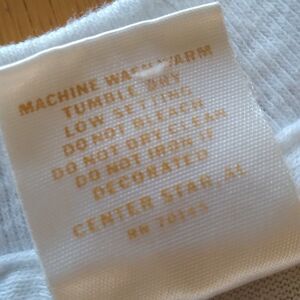 MACHINE WASH WARM
TUMBLE DRY
LOW SETTING
DO NOT BLEACH
DO NOT DRY CLEAN
DO NOT IRON IF
DECORATED
CENTER STAR, AL
RN